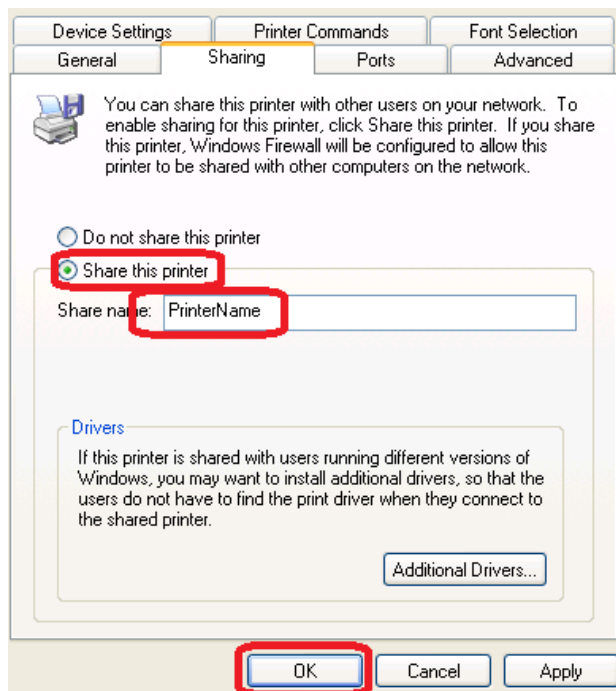 Device Settings Printer Commands Font Selection
General Sharing Ports Advanced
You can share this printer with other users on your network. To
enable sharing for this printer, click Share this printer. If you share
this printer, Windows Firewall will be configured to allow this
printer to be shared with other computers on the network.
Do not share this printer
Share this printer
Share name: PrinterName
Drivers
If this printer is shared with users running different versions of
Windows, you may want to install additional drivers, so that the
users do not have to find the print driver when they connect to
the shared printer.
Additional Drivers...
OK Cancel Apply